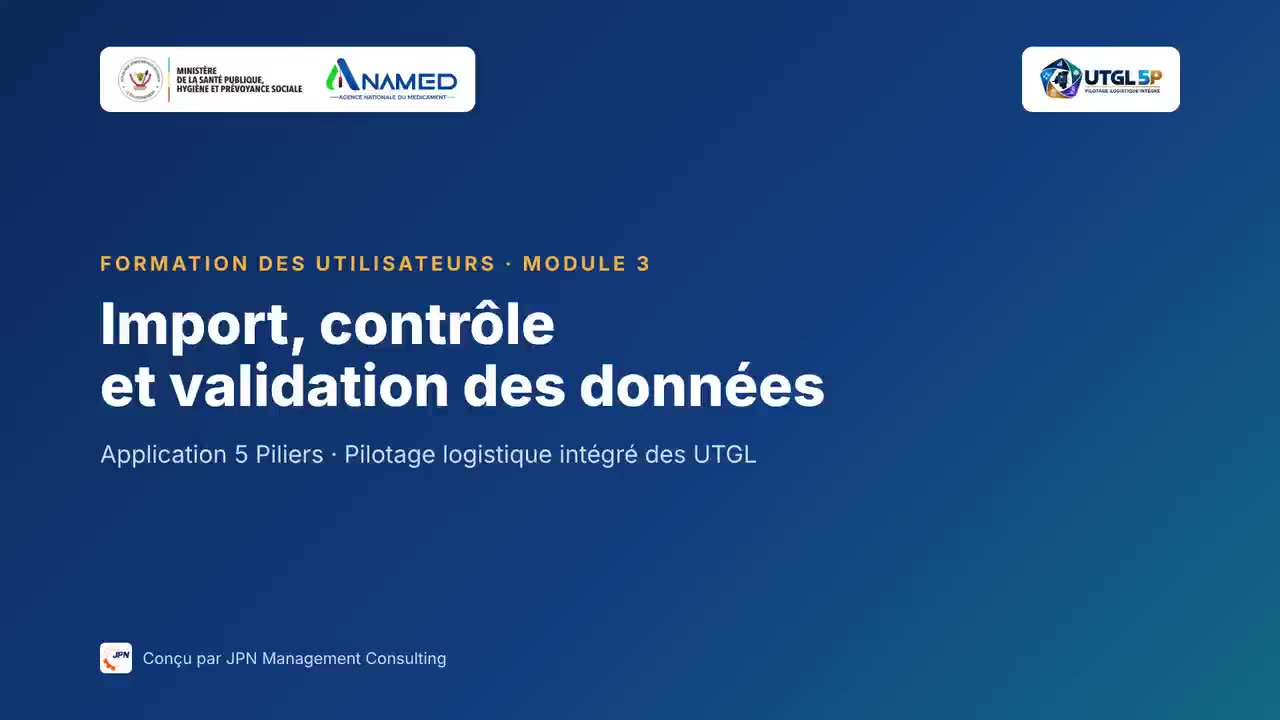 MINISTÈRE
DE LA SANTÉ PUBLIQUE,
HYGIÈNE ET PRÉVOYANCE SOCIALE
ANAMED
AGENCE NATIONALE DU MÉDICAMENT
UTGL 5P
PILOTAGE LOGISTIQUE INTÉGRÉ
FORMATION DES UTILISATEURS · MODULE 3
Import, contrôle
et validation des données
Application 5 Piliers · Pilotage logistique intégré des UTGL
JPN
Conçu par JPN Management Consulting